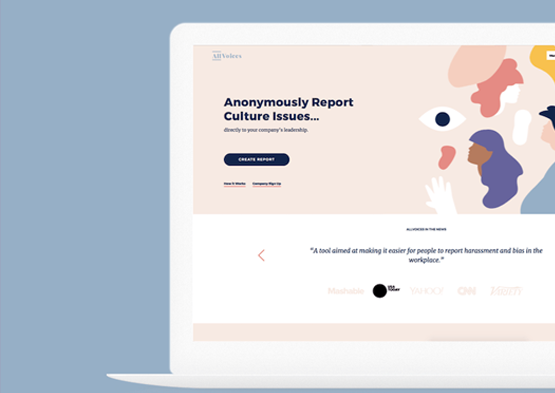 AllVoices
Anonymously Report
Culture Issues...
directly to your company's leadership.
CREATE REPORT
How It Works Company Sign Up
ALLVOICES IN THE NEWS
"A tool aimed at making it easier for people to report harassment and bias in the
workplace."
Mashable USA TODAY YAHOO! CNN VARIETY